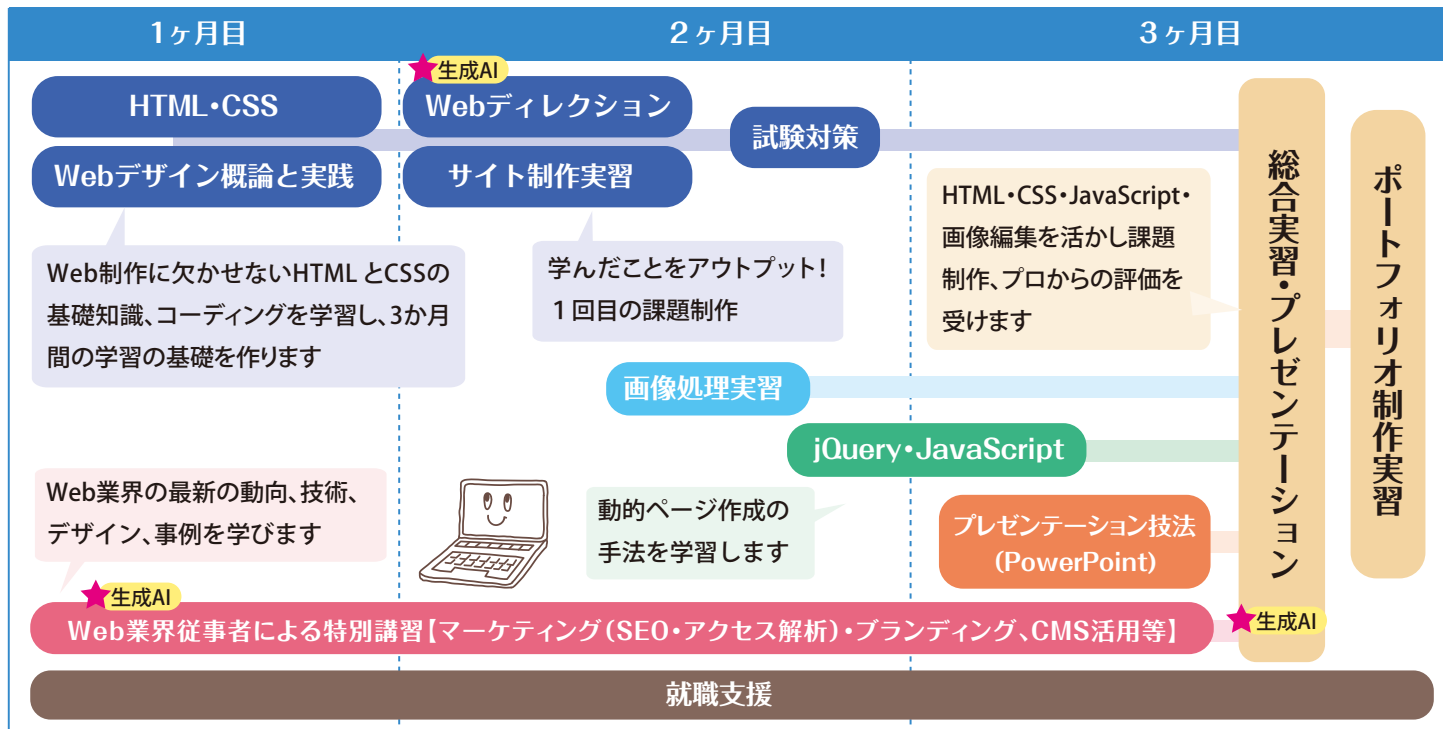 1ヶ月目
2ヶ月目
3ヶ月目
HTML・CSS
Webデザイン概論と実践
Web制作に欠かせないHTMLとCSSの
基礎知識、コーディングを学習し、3か月
間の学習の基礎を作ります
生成AI
Webディレクション
サイト制作実習
学んだことをアウトプット!
1回目の課題制作
試験対策
HTML・CSS・JavaScript・
画像編集を活かし課題
制作、プロからの評価を
受けます
画像処理実習
jQuery・JavaScript
動的ページ作成の
手法を学習します
プレゼンテーション技法
(PowerPoint)
Web業界の最新の動向、技術、
デザイン、事例を学びます
生成AI
Web業界従事者による特別講習【マーケティング(SEO・アクセス解析)・ブランディング、CMS活用等】
総合実習・プレゼンテーション
生成AI
ポートフォリオ制作実習
就職支援